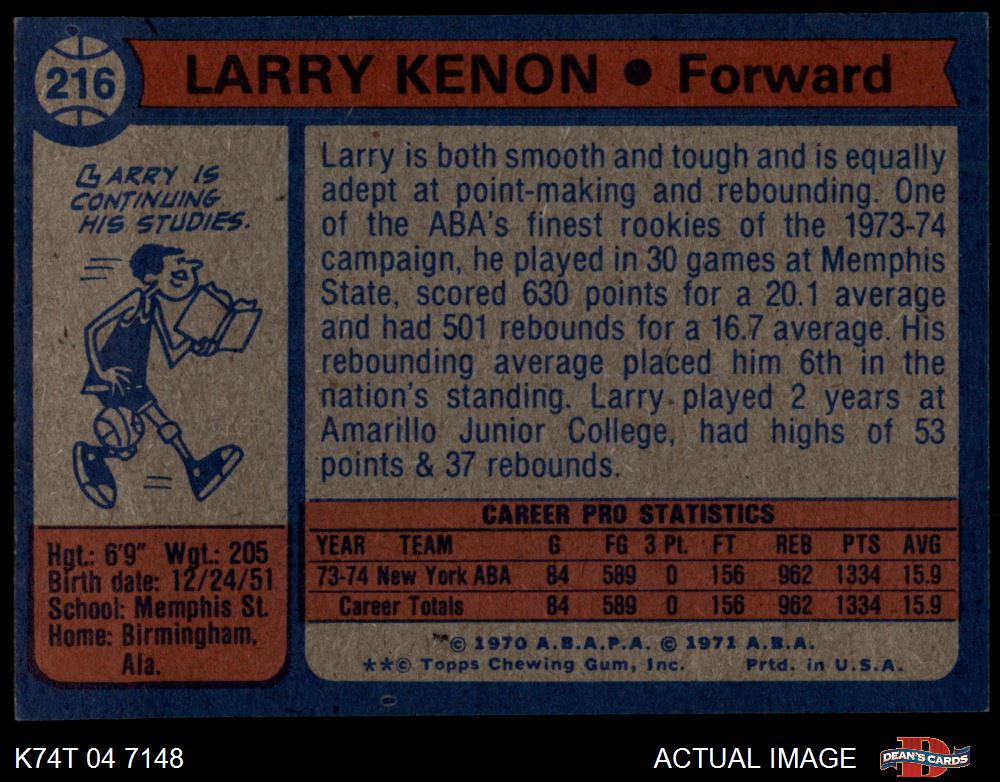 216
LARRY KENON ● Forward
LARRY IS
CONTINUING
HIS STUDIES.
Larry is both smooth and tough and is equally
adept at point-making and rebounding. One
of the ABA's finest rookies of the 1973-74
campaign, he played in 30 games at Memphis
State, scored 630 points for a 20.1 average
and had 501 rebounds for a 16.7 average. His
rebounding average placed him 6th in the
nation's standing. Larry played 2 years at
Amarillo Junior College, had highs of 53
points & 37 rebounds.
Hgt.: 6'9" Wgt.: 205
Birth date: 12/24/51
School: Memphis St.
Home: Birmingham,
Ala.
CAREER PRO STATISTICS
YEAR TEAM G FG 3 Pt. FT REB PTS AVG
73-74 New York ABA 84 589 0 156 962 1334 15.9
Career Totals 84 589 0 156 962 1334 15.9
© 1970 A.B.A.P.A. © 1971 A.B.A.
**© Topps Chewing Gum, Inc. Prtd. in U.S.A.
K74T 04 7148
ACTUAL IMAGE
D
DEAN'S CARDS